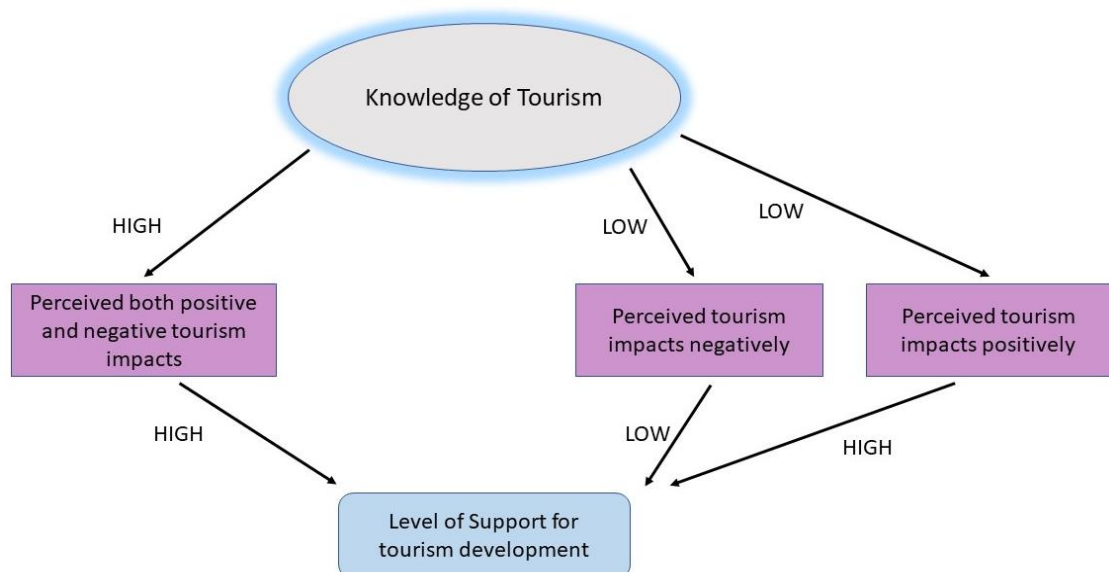 Knowledge of Tourism
HIGH
LOW
LOW
Perceived both positive
and negative tourism
impacts
Perceived tourism
impacts negatively
Perceived tourism
impacts positively
HIGH
LOW
HIGH
Level of Support for
tourism development